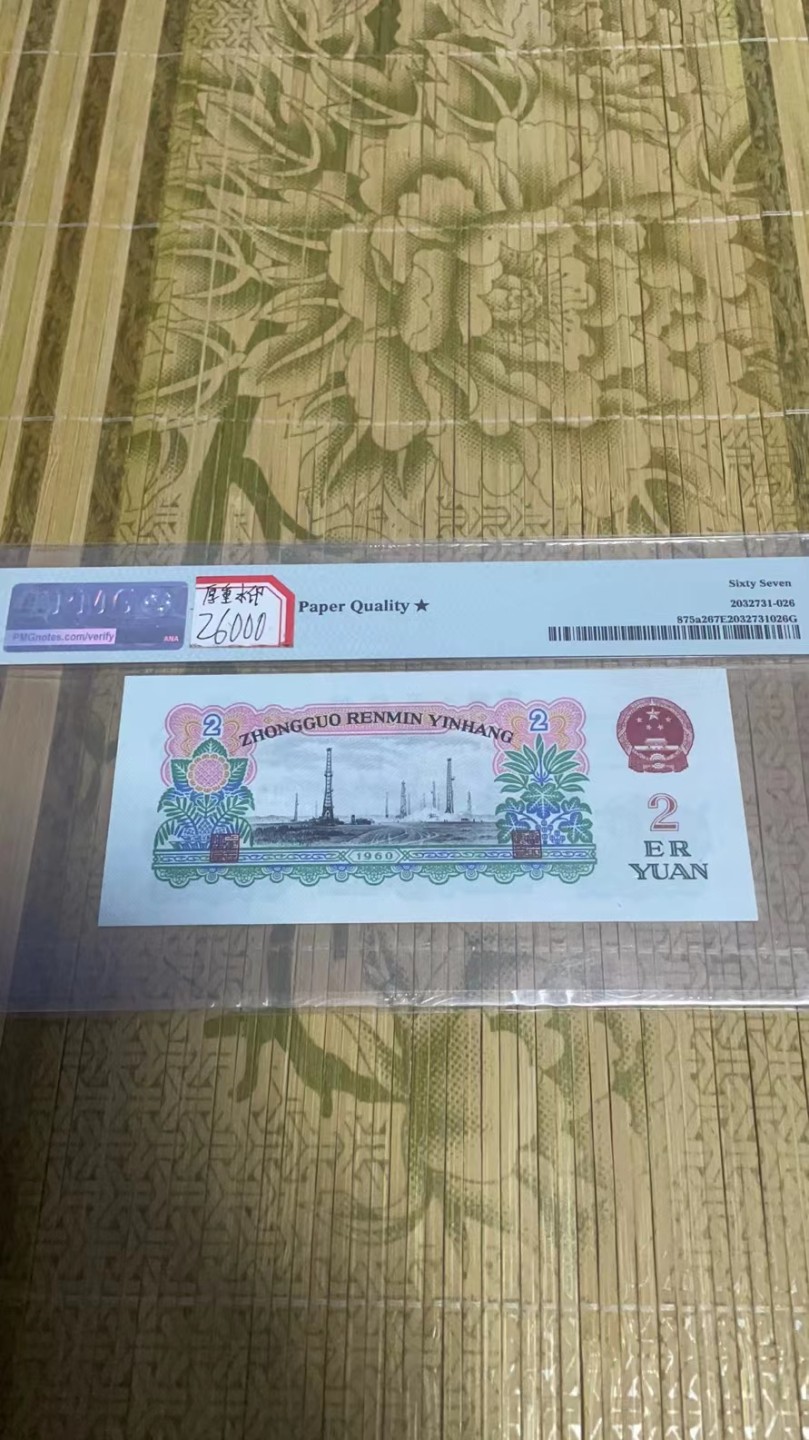 PMG
PMGnotes.com/verify
RNA
厚重水印
26000
Paper Quality ★
Sixty Seven
2032731-026
875a267E2032731026G
2
ZHONGGUO RENMIN YINHANG
2
1960
2
ER
YUAN